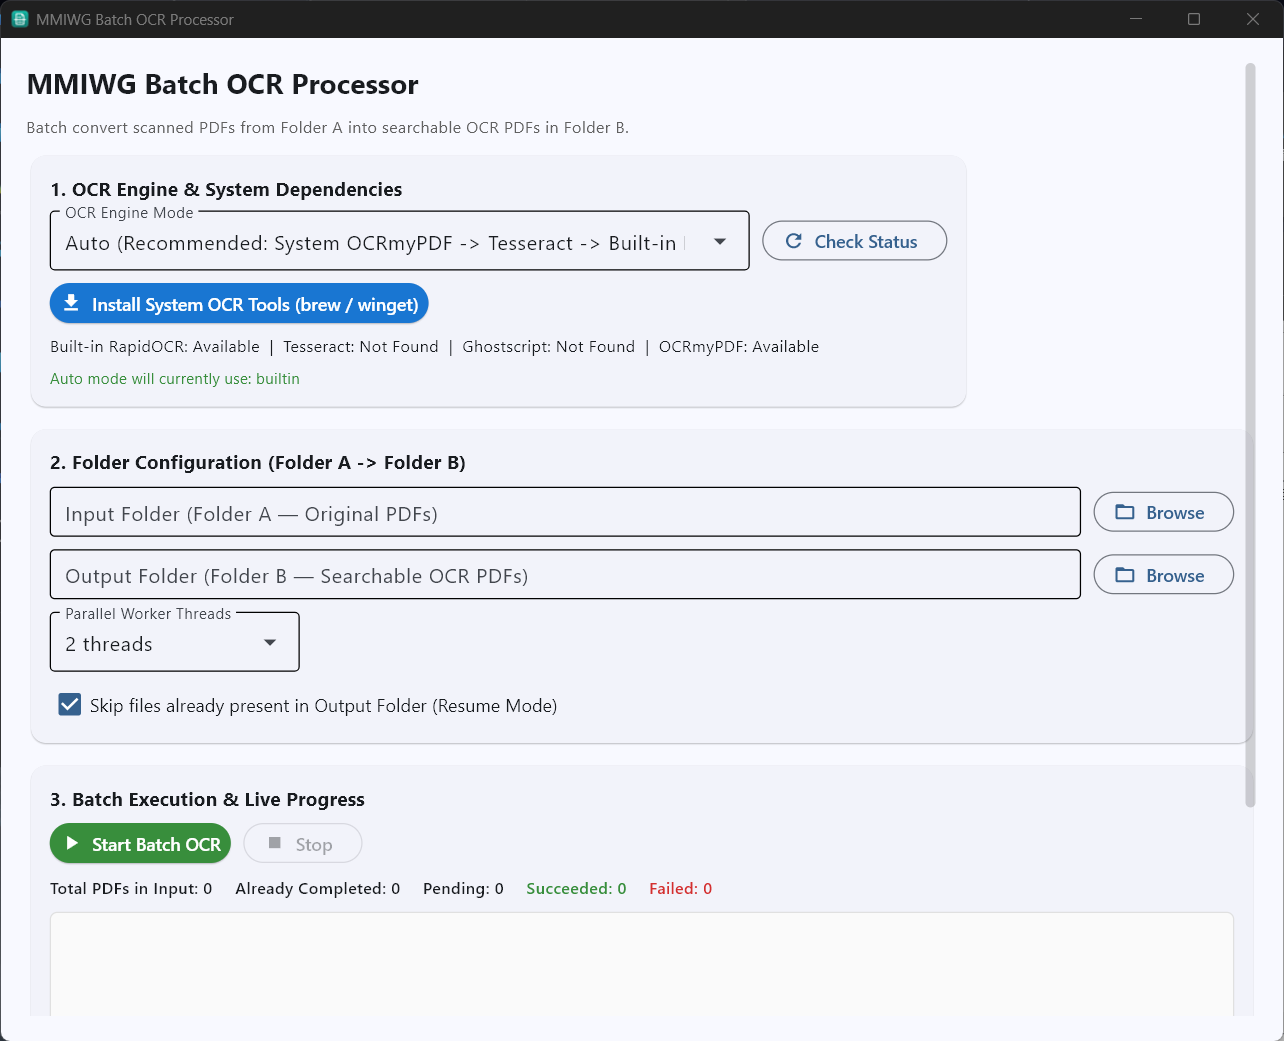 MMIWG Batch OCR Processor
MMIWG Batch OCR Processor
Batch convert scanned PDFs from Folder A into searchable OCR PDFs in Folder B.
1. OCR Engine & System Dependencies
OCR Engine Mode
Auto (Recommended: System OCRmyPDF -> Tesseract -> Built-in
Check Status
Install System OCR Tools (brew / winget)
Built-in RapidOCR: Available | Tesseract: Not Found | Ghostscript: Not Found | OCRmyPDF: Available
Auto mode will currently use: builtin
2. Folder Configuration (Folder A -> Folder B)
Input Folder (Folder A — Original PDFs)
Browse
Output Folder (Folder B — Searchable OCR PDFs)
Browse
Parallel Worker Threads
2 threads
Skip files already present in Output Folder (Resume Mode)
3. Batch Execution & Live Progress
Start Batch OCR
Stop
Total PDFs in Input: 0 Already Completed: 0 Pending: 0 Succeeded: 0 Failed: 0